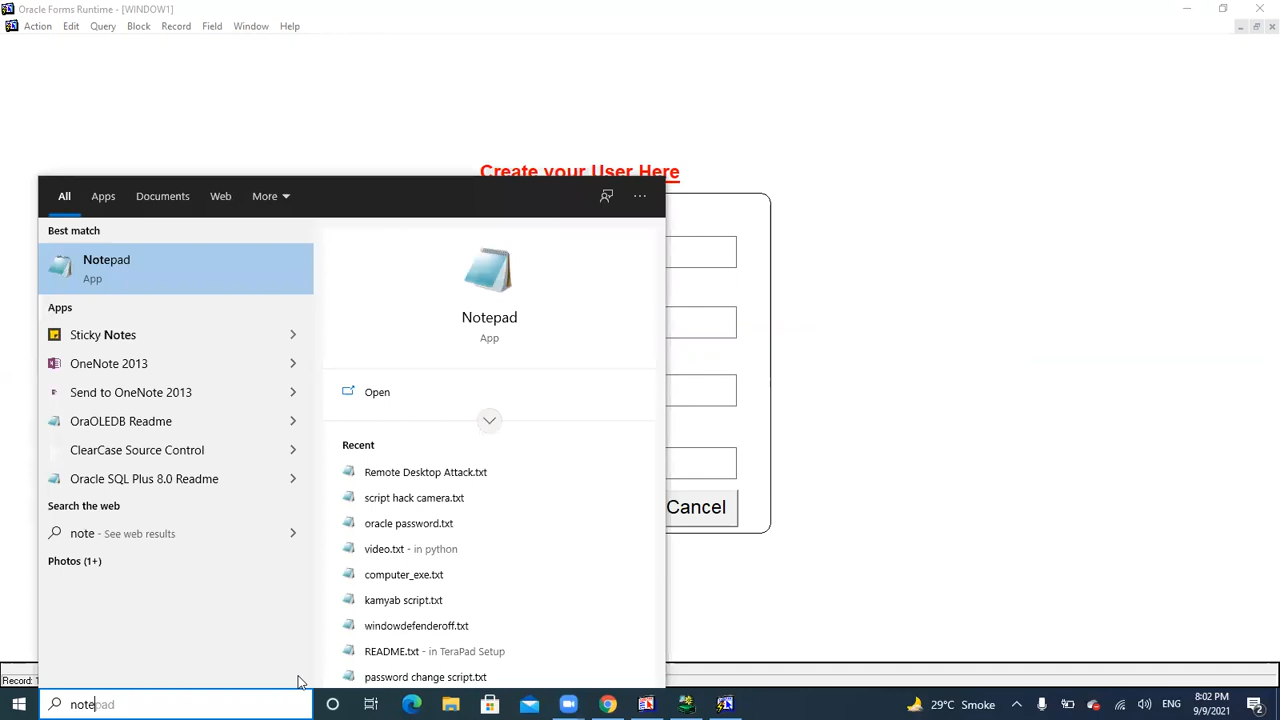 Oracle Forms Runtime - [WINDOW1]
Action Edit Query Block Record Field Window Help
Create your User Here
All Apps Documents Web More
Best match
Notepad
App
Apps
Sticky Notes
OneNote 2013
Send to OneNote 2013
OraOLEDB Readme
ClearCase Source Control
Oracle SQL Plus 8.0 Readme
Search the web
note - See web results
Photos (1+)
Notepad
App
Open
Recent
Remote Desktop Attack.txt
script hack camera.txt
oracle password.txt
video.txt - in python
computer_exe.txt
kamyab script.txt
windowdefenderoff.txt
README.txt - in TeraPad Setup
password change script.txt
Cancel
Record:
notepad
29°C Smoke
ENG
8:02 PM
9/9/2021
2